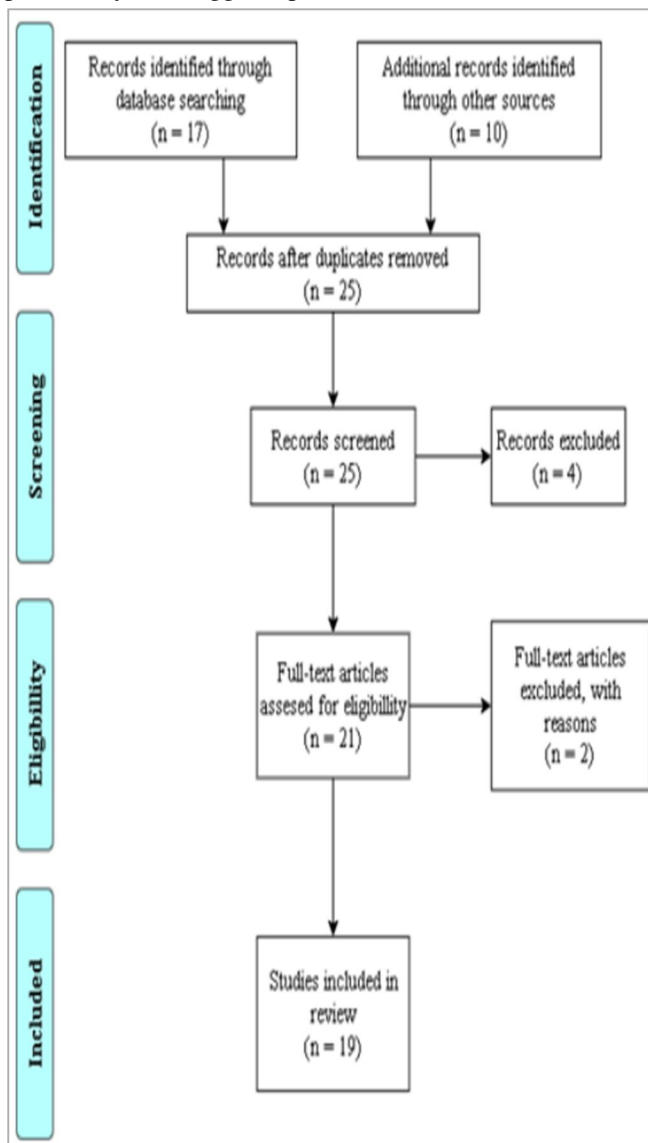 Identification
Records identified through
database searching
(n = 17)
Additional records identified
through other sources
(n = 10)
Records after duplicates removed
(n = 25)
Screening
Records screened
(n = 25)
Records excluded
(n = 4)
Eligibillity
Full-text articles
assesed for eligibillity
(n = 21)
Full-text articles
excluded, with
reasons
(n = 2)
Included
Studies included in
review
(n = 19)